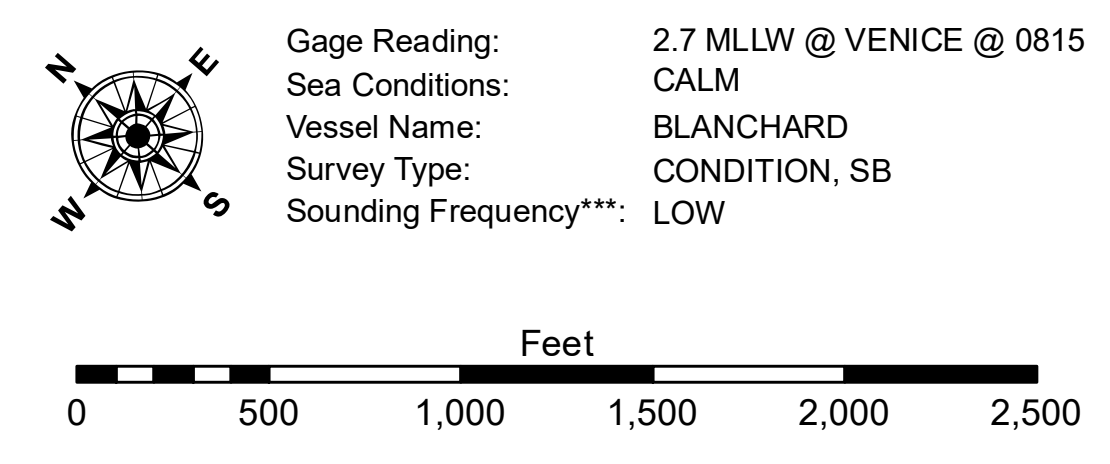 N
E
W
S
Gage Reading: 2.7 MLLW @ VENICE @ 0815
Sea Conditions: CALM
Vessel Name: BLANCHARD
Survey Type: CONDITION, SB
Sounding Frequency***: LOW
Feet
0 500 1,000 1,500 2,000 2,500